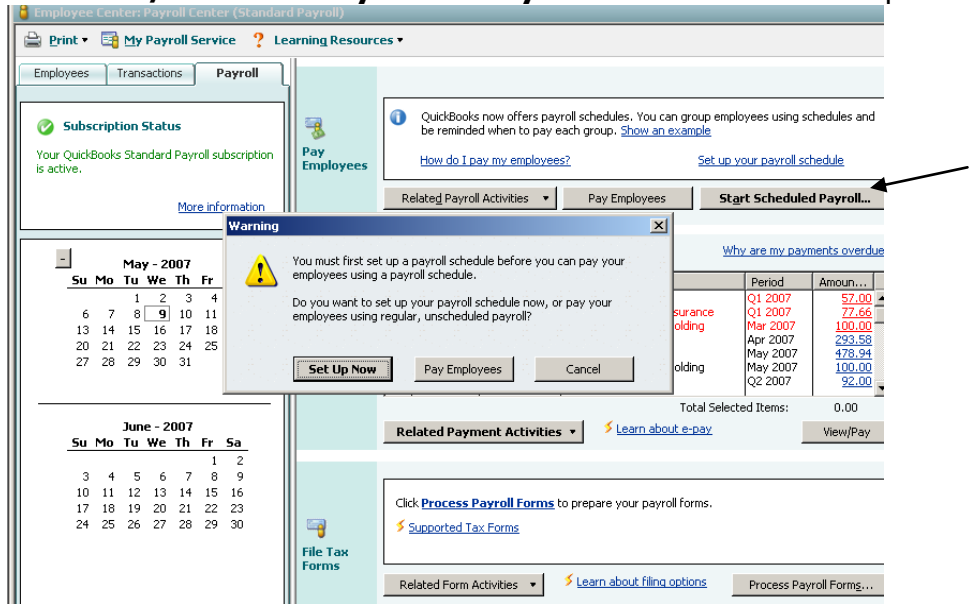 Employee Center: Payroll Center (Standard Payroll)
Print My Payroll Service ? Learning Resources
Employees Transactions Payroll
Subscription Status
Your QuickBooks Standard Payroll subscription
is active.
More information
Pay
Employees
QuickBooks now offers payroll schedules. You can group employees using schedules and
be reminded when to pay each group. Show an example
How do I pay my employees? Set up your payroll schedule
Related Payroll Activities Pay Employees Start Scheduled Payroll...
Warning
You must first set up a payroll schedule before you can pay your
employees using a payroll schedule.
Do you want to set up your payroll schedule now, or pay your
employees using regular, unscheduled payroll?
Set Up Now Pay Employees Cancel
- May - 2007
Su Mo Tu We Th Fr
1 2 3 4
6 7 8 9 10 11
13 14 15 16 17 18
20 21 22 23 24 25
27 28 29 30 31
June - 2007
Su Mo Tu We Th Fr Sa
1 2
3 4 5 6 7 8 9
10 11 12 13 14 15 16
17 18 19 20 21 22 23
24 25 26 27 28 29 30
Why are my payments overdue
Period Amoun...
Q1 2007 57.00
surance Q1 2007 77.66
olding Mar 2007 100.00
Apr 2007 293.58
May 2007 478.94
olding May 2007 100.00
Q2 2007 92.00
Total Selected Items: 0.00
Related Payment Activities Learn about e-pay View/Pay
Click Process Payroll Forms to prepare your payroll forms.
Supported Tax Forms
File Tax
Forms
Related Form Activities Learn about filing options Process Payroll Forms...